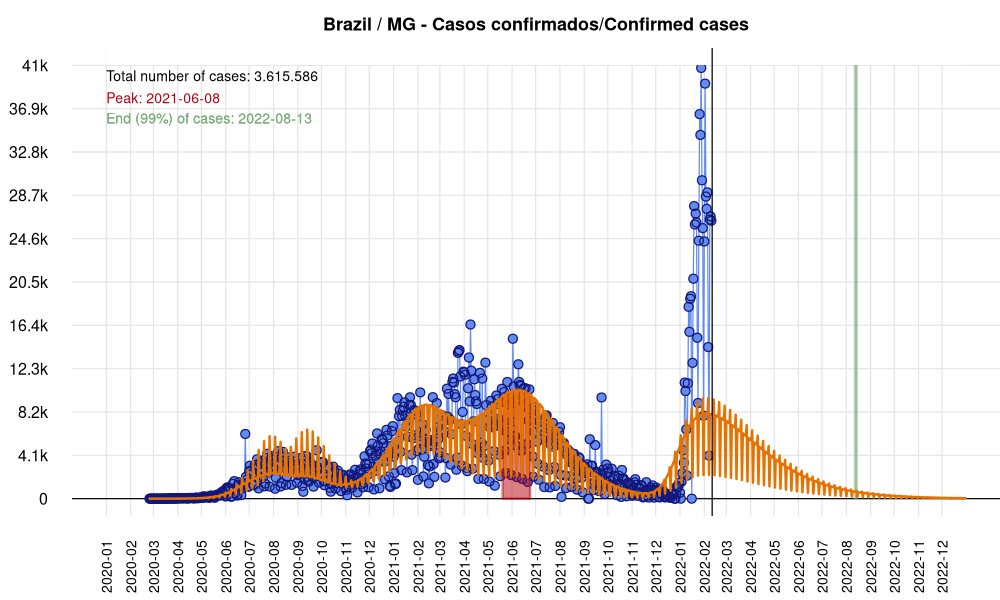 Brazil / MG - Casos confirmados/Confirmed cases
41k
Total number of cases: 3.615.586
Peak: 2021-06-08
End (99%) of cases: 2022-08-13
36.9k
32.8k
28.7k
24.6k
20.5k
16.4k
12.3k
8.2k
4.1k
0
2020-01
2020-02
2020-03
2020-04
2020-05
2020-06
2020-07
2020-08
2020-09
2020-10
2020-11
2020-12
2021-01
2021-02
2021-03
2021-04
2021-05
2021-06
2021-07
2021-08
2021-09
2021-10
2021-11
2021-12
2022-01
2022-02
2022-03
2022-04
2022-05
2022-06
2022-07
2022-08
2022-09
2022-10
2022-11
2022-12